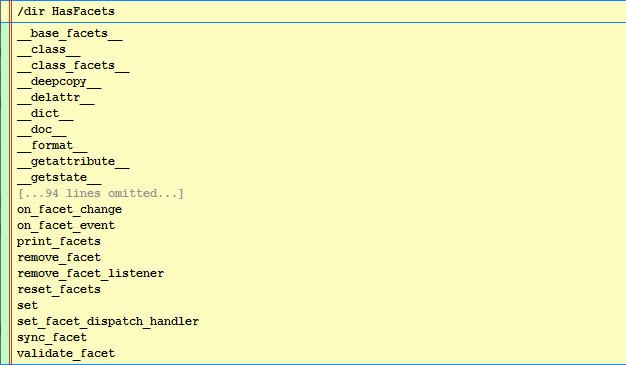 /dir HasFacets
__base_facets__
__class__
__class_facets__
__deepcopy__
__delattr__
__dict__
__doc__
__format__
__getattribute__
__getstate__
[...94 lines omitted...]
on_facet_change
on_facet_event
print_facets
remove_facet
remove_facet_listener
reset_facets
set
set_facet_dispatch_handler
sync_facet
validate_facet